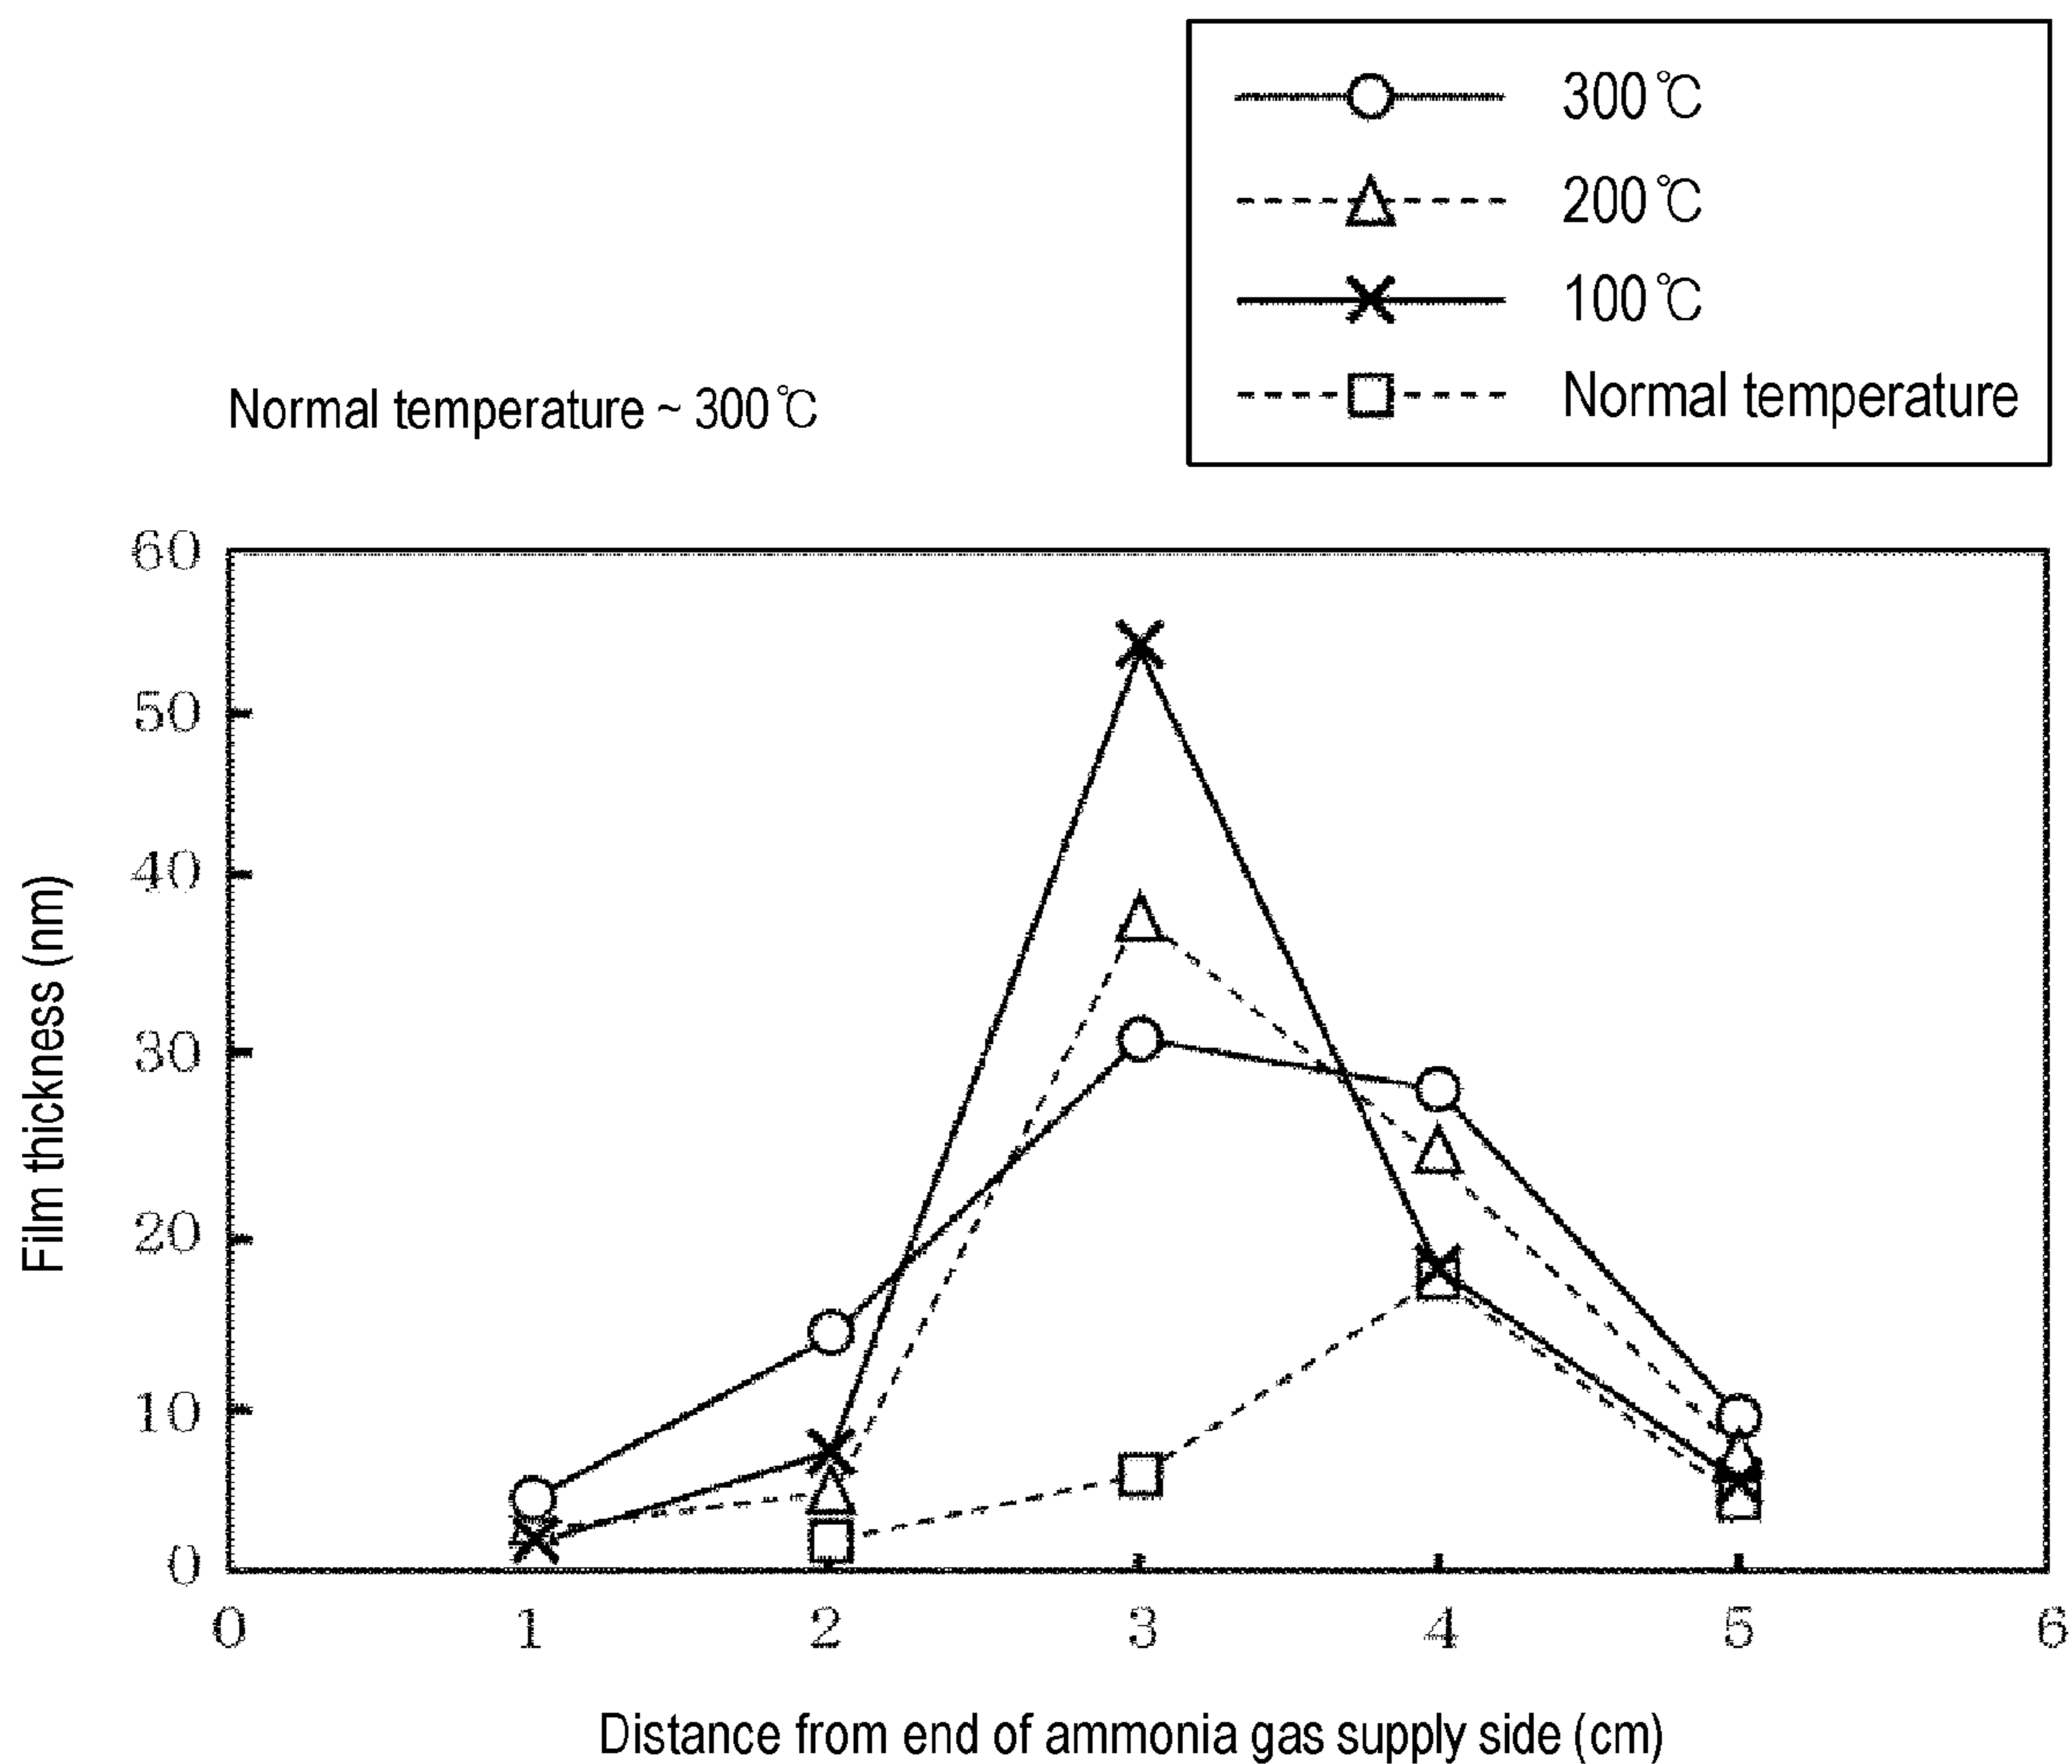 300℃
200℃
100℃
Normal temperature
Normal temperature ~ 300℃
60
50
40
30
20
10
0
Film thickness (nm)
0 1 2 3 4 5 6
Distance from end of ammonia gas supply side (cm)